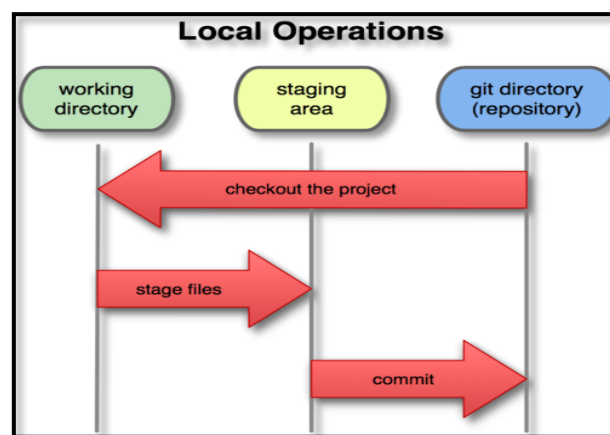 Local Operations
working
directory
staging
area
git directory
(repository)
checkout the project
stage files
commit